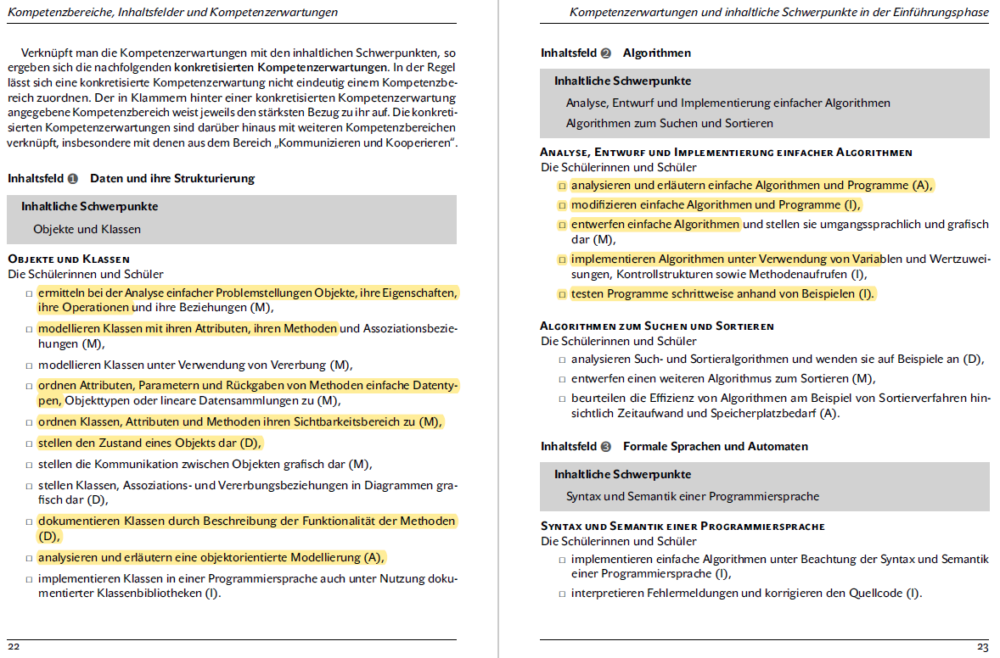 Kompetenzbereiche, Inhaltsfelder und Kompetenzerwartungen
Verknüpft man die Kompetenzerwartungen mit den inhaltlichen Schwerpunkten, so
ergeben sich die nachfolgenden konkretisierten Kompetenzerwartungen. In der Regel
lässt sich eine konkretisierte Kompetenzerwartung nicht eindeutig einem Kompetenzbe-
reich zuordnen. Der in Klammern hinter einer konkretisierten Kompetenzerwartung
angegebene Kompetenzbereich weist jeweils den stärksten Bezug zu ihr auf. Die konkreti-
sierten Kompetenzerwartungen sind darüber hinaus mit weiteren Kompetenzbereichen
verknüpft, insbesondere mit denen aus dem Bereich „Kommunizieren und Kooperieren“.
Inhaltsfeld ❶ Daten und ihre Strukturierung
Inhaltliche Schwerpunkte
Objekte und Klassen
Objekte und Klassen
Die Schülerinnen und Schüler
□ ermitteln bei der Analyse einfacher Problemstellungen Objekte, ihre Eigenschaften,
ihre Operationen und ihre Beziehungen (M),
□ modellieren Klassen mit ihren Attributen, ihren Methoden und Assoziationsbezie-
hungen (M),
□ modellieren Klassen unter Verwendung von Vererbung (M),
□ ordnen Attributen, Parametern und Rückgaben von Methoden einfache Datenty-
pen, Objekttypen oder lineare Datensammlungen zu (M),
□ ordnen Klassen, Attributen und Methoden ihren Sichtbarkeitsbereich zu (M),
□ stellen den Zustand eines Objekts dar (D),
□ stellen die Kommunikation zwischen Objekten grafisch dar (M),
□ stellen Klassen, Assoziations- und Vererbungsbeziehungen in Diagrammen gra-
fisch dar (D),
□ dokumentieren Klassen durch Beschreibung der Funktionalität der Methoden
(D),
□ analysieren und erläutern eine objektorientierte Modellierung (A),
□ implementieren Klassen in einer Programmiersprache auch unter Nutzung doku-
mentierter Klassenbibliotheken (I).
22
Kompetenzerwartungen und inhaltliche Schwerpunkte in der Einführungsphase
Inhaltsfeld ❷ Algorithmen
Inhaltliche Schwerpunkte
Analyse, Entwurf und Implementierung einfacher Algorithmen
Algorithmen zum Suchen und Sortieren
Analyse, Entwurf und Implementierung einfacher Algorithmen
Die Schülerinnen und Schüler
□ analysieren und erläutern einfache Algorithmen und Programme (A),
□ modifizieren einfache Algorithmen und Programme (I),
□ entwerfen einfache Algorithmen und stellen sie umgangssprachlich und grafisch
dar (M),
□ implementieren Algorithmen unter Verwendung von Variablen und Wertzuwei-
sungen, Kontrollstrukturen sowie Methodenaufrufen (I),
□ testen Programme schrittweise anhand von Beispielen (I).
Algorithmen zum Suchen und Sortieren
Die Schülerinnen und Schüler
□ analysieren Such- und Sortieralgorithmen und wenden sie auf Beispiele an (D),
□ entwerfen einen weiteren Algorithmus zum Sortieren (M),
□ beurteilen die Effizienz von Algorithmen am Beispiel von Sortierverfahren hin-
sichtlich Zeitaufwand und Speicherplatzbedarf (A).
Inhaltsfeld ❸ Formale Sprachen und Automaten
Inhaltliche Schwerpunkte
Syntax und Semantik einer Programmiersprache
Syntax und Semantik einer Programmiersprache
Die Schülerinnen und Schüler
□ implementieren einfache Algorithmen unter Beachtung der Syntax und Semantik
einer Programmiersprache (I),
□ interpretieren Fehlermeldungen und korrigieren den Quellcode (I).
23